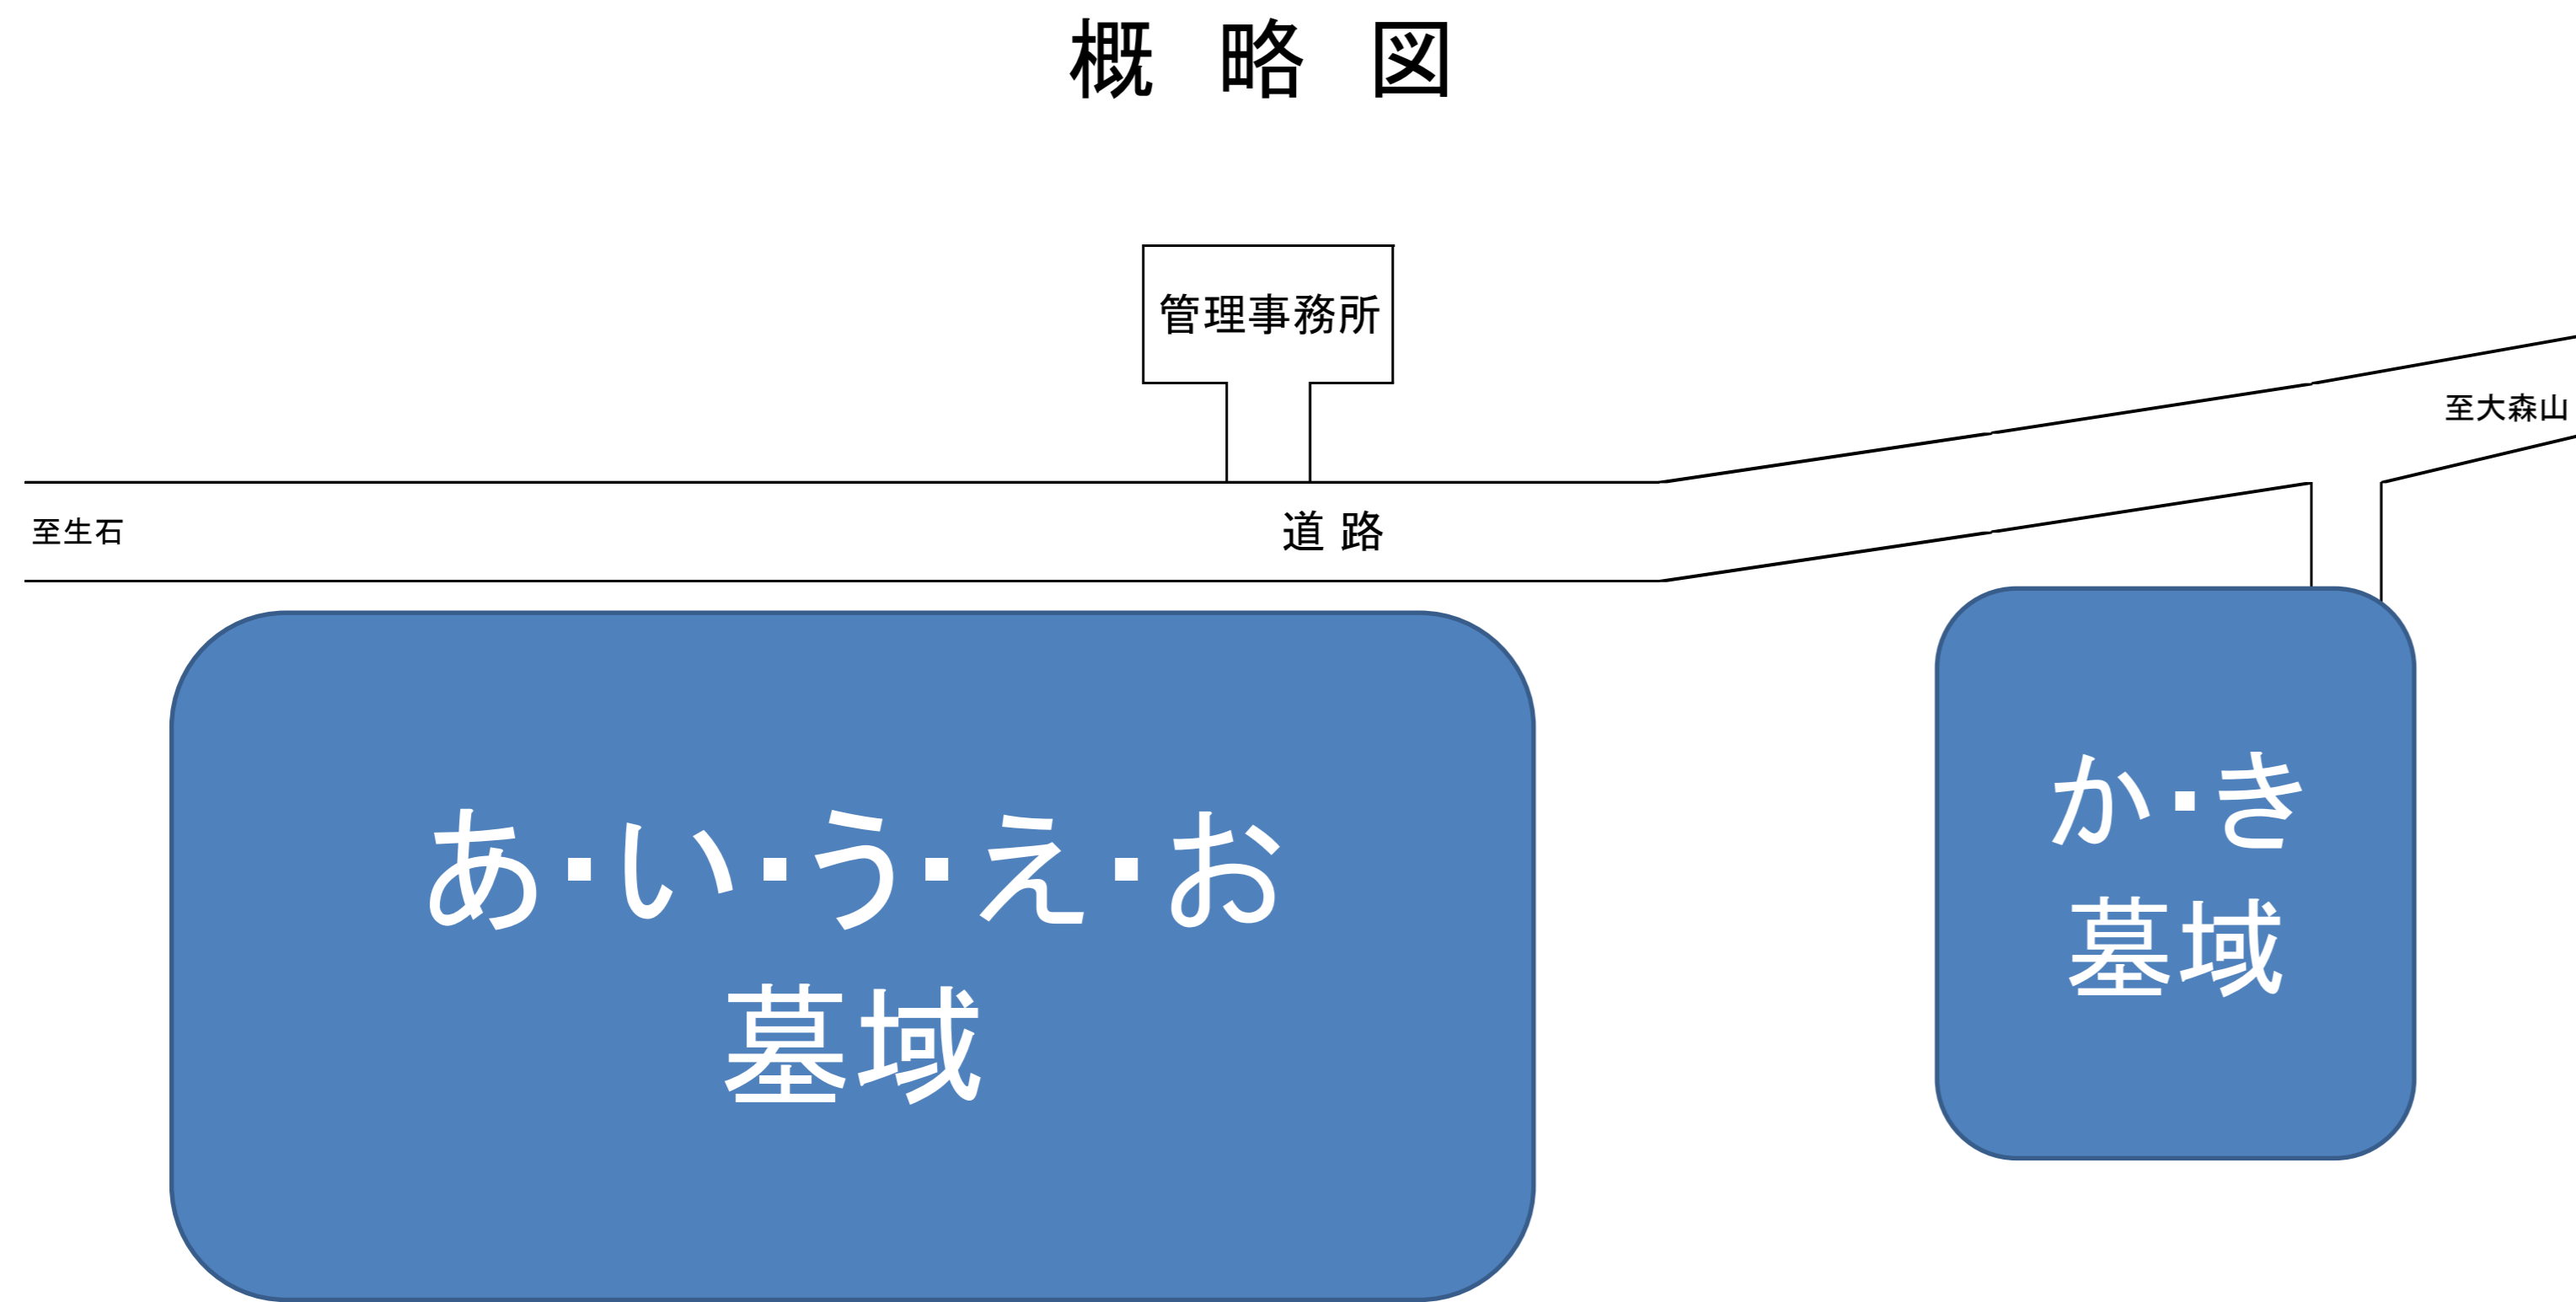 概略図
管理事務所
至大森山
至生石
道路
あ・い・う・え・お
墓域
か・き
墓域